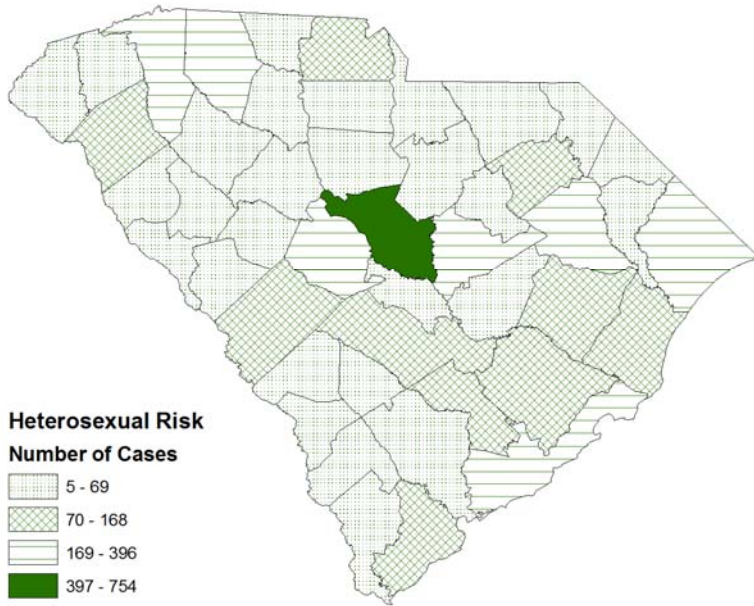 Heterosexual Risk
Number of Cases
5 - 69
70 - 168
169 - 396
397 - 754